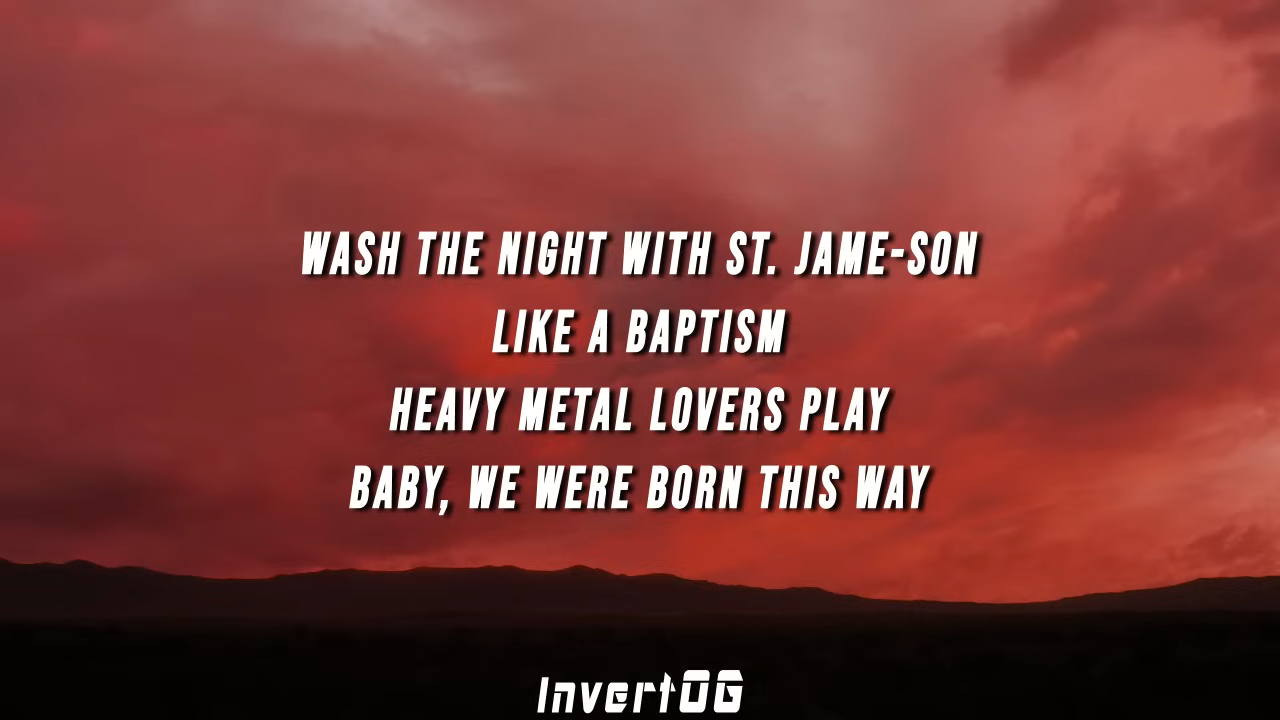 WASH THE NIGHT WITH ST. JAME-SON
LIKE A BAPTISM
HEAVY METAL LOVERS PLAY
BABY, WE WERE BORN THIS WAY
InvertOG